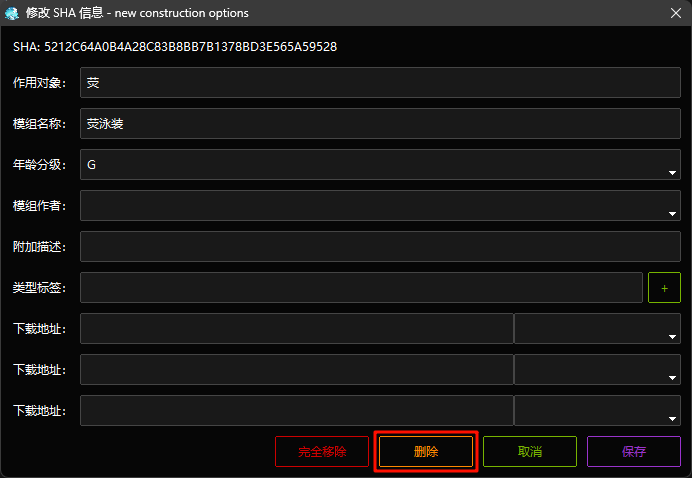 修改 SHA 信息 - new construction options
SHA: 5212C64A0B4A28C83B8BB7B1378BD3E565A59528
作用对象： 荧
模组名称： 荧泳装
年龄分级： G
模组作者：
附加描述：
类型标签： +
下载地址：
下载地址：
下载地址：
完全移除 删除 取消 保存